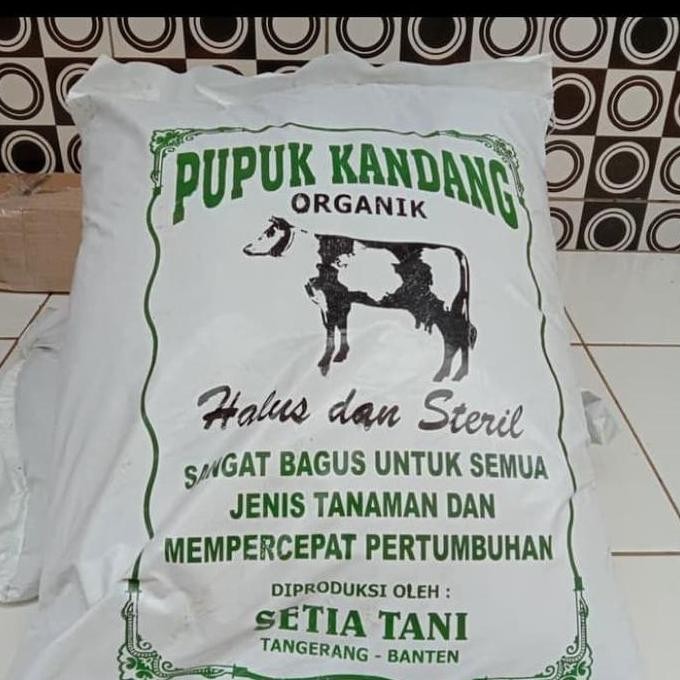 PUPUK KANDANG
ORGANIK
Halus dan Steril
SANGAT BAGUS UNTUK SEMUA
JENIS TANAMAN DAN
MEMPERCEPAT PERTUMBUHAN
DIPRODUKSI OLEH :
SETIA TANI
TANGERANG - BANTEN